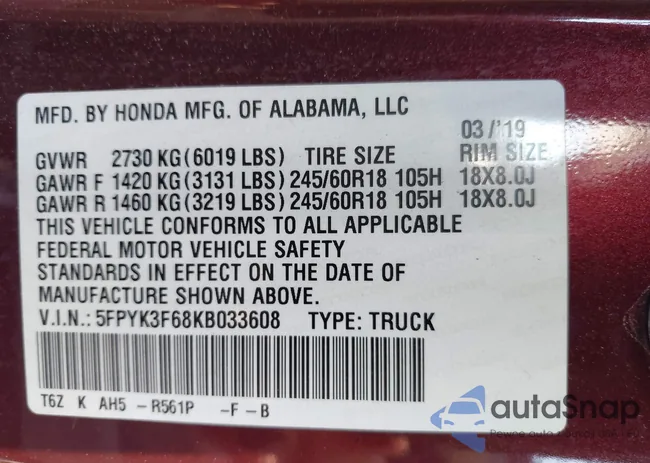 MFD. BY HONDA MFG. OF ALABAMA, LLC
03/'19
GVWR 2730 KG(6019 LBS) TIRE SIZE RIM SIZE
GAWR F 1420 KG(3131 LBS) 245/60R18 105H 18X8.0J
GAWR R 1460 KG(3219 LBS) 245/60R18 105H 18X8.0J
THIS VEHICLE CONFORMS TO ALL APPLICABLE
FEDERAL MOTOR VEHICLE SAFETY
STANDARDS IN EFFECT ON THE DATE OF
MANUFACTURE SHOWN ABOVE.
V.I.N.: 5FPYK3F68KB033608 TYPE: TRUCK
T6Z K AH5 - R561P -F-B
autoSnap
Pewne auto z